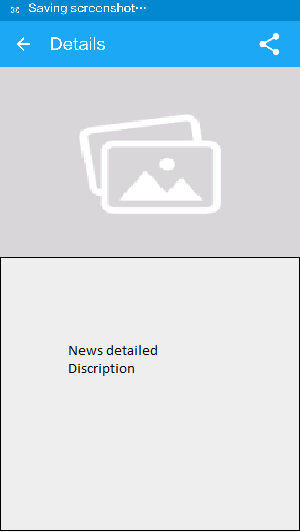 Saving screenshot...
Details
News detailed
Discription